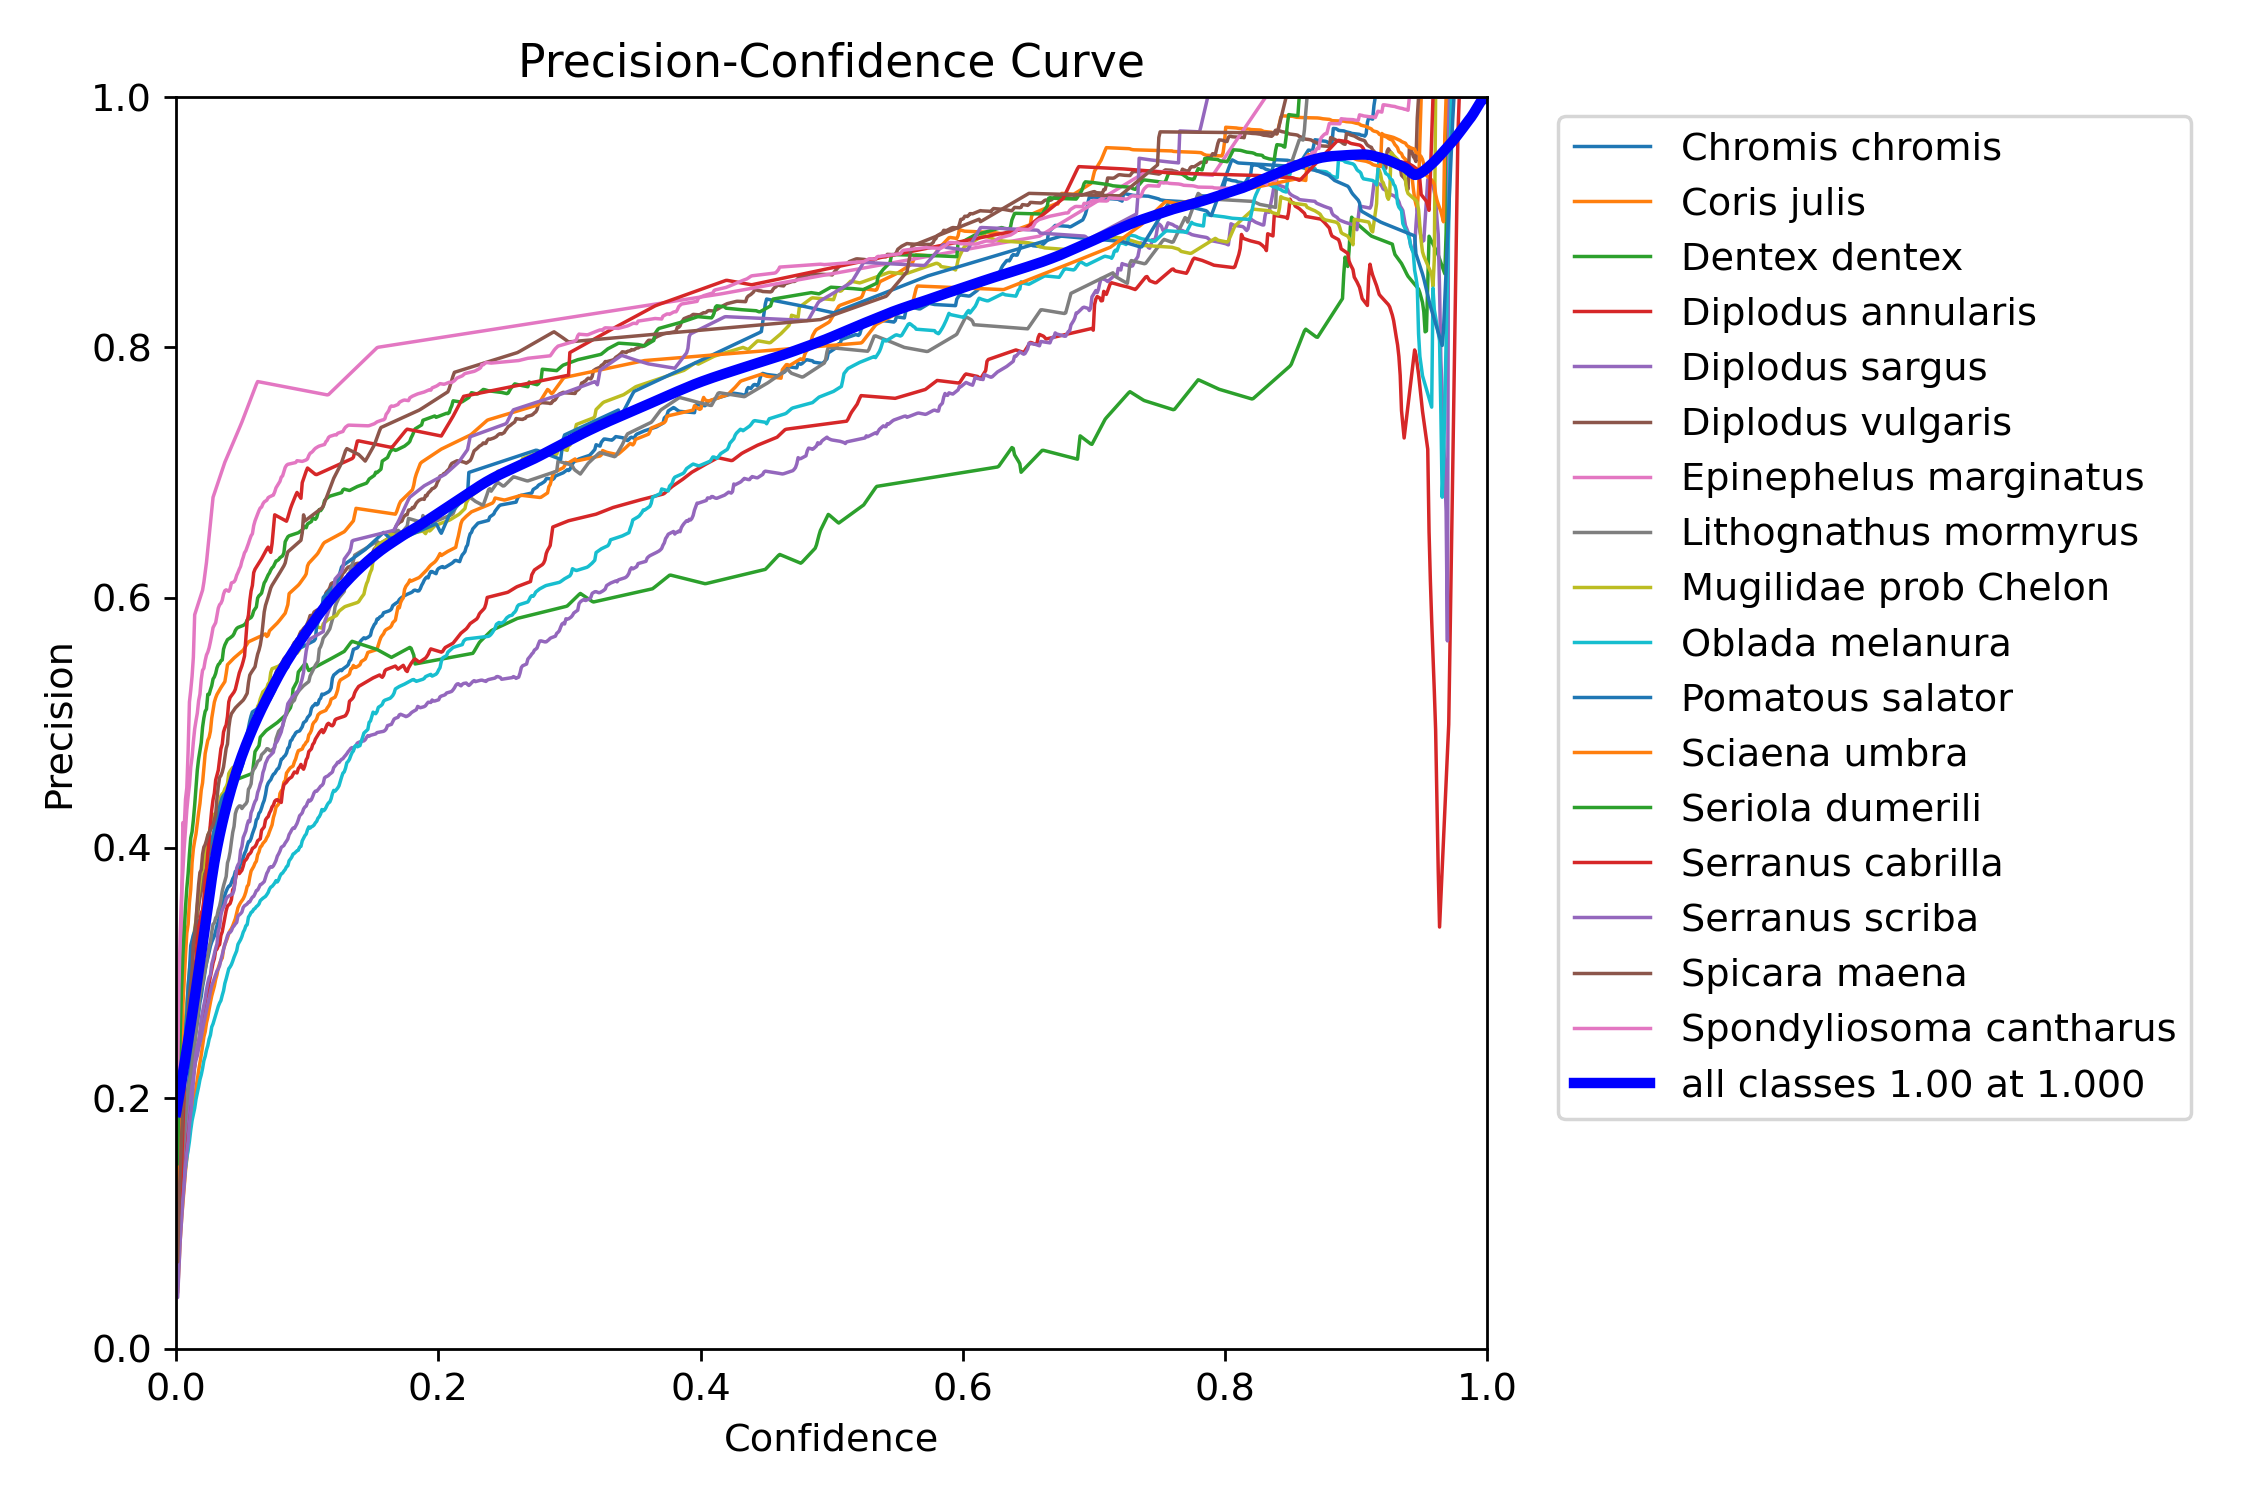 Precision-Confidence Curve
1.0
0.8
0.6
0.4
0.2
0.0
Precision
0.0 0.2 0.4 0.6 0.8 1.0
Confidence
Chromis chromis
Coris julis
Dentex dentex
Diplodus annularis
Diplodus sargus
Diplodus vulgaris
Epinephelus marginatus
Lithognathus mormyrus
Mugilidae prob Chelon
Oblada melanura
Pomatous salator
Sciaena umbra
Seriola dumerili
Serranus cabrilla
Serranus scriba
Spicara maena
Spondyliosoma cantharus
all classes 1.00 at 1.000